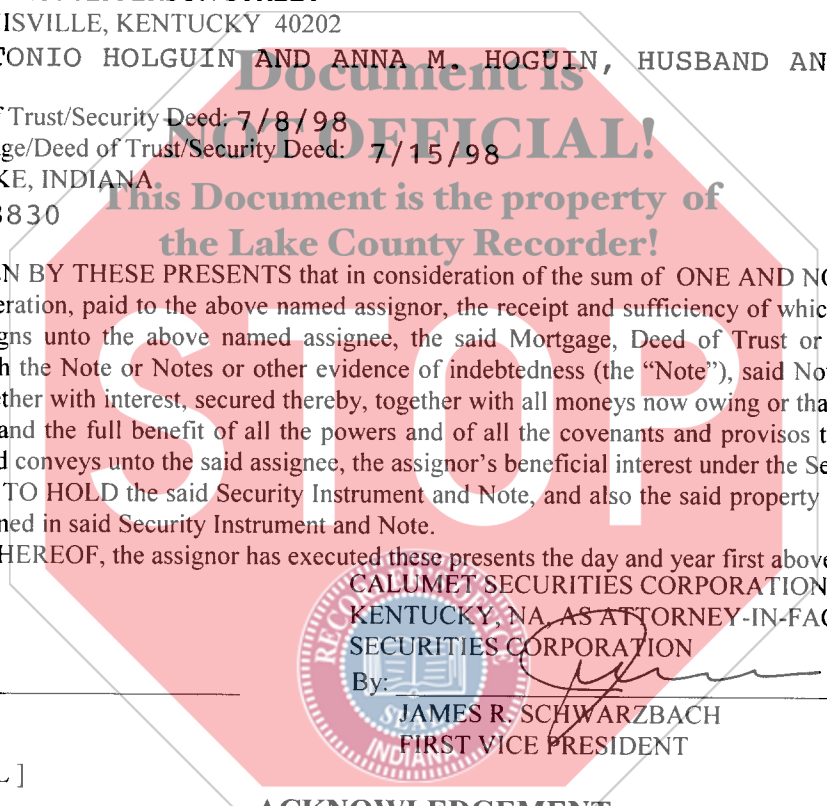 ISVILLE, KENTUCKY 40202
TONIO HOLGUIN AND ANNA M. HOGUIN, HUSBAND AN
Document is
Trust/Security Deed: 7/8/98
NOT OFFICIAL!
ge/Deed of Trust/Security Deed: 7/15/98
KE, INDIANA
This Document is the property of
8830
the Lake County Recorder!
N BY THESE PRESENTS that in consideration of the sum of ONE AND NO
eration, paid to the above named assignor, the receipt and sufficiency of whic
gns unto the above named assignee, the said Mortgage, Deed of Trust or
h the Note or Notes or other evidence of indebtedness (the “Note”), said No
ether with interest, secured thereby, together with all moneys now owing or tha
and the full benefit of all the powers and of all the covenants and provisos t
d conveys unto the said assignee, the assignor's beneficial interest under the Se
TO HOLD the said Security Instrument and Note, and also the said property
ned in said Security Instrument and Note.
HEREOF, the assignor has executed these presents the day and year first above
STOP
CALUMET SECURITIES CORPORATION
KENTUCKY, NA, AS ATTORNEY-IN-FAC
SECURITIES CORPORATION
By:
JAMES R. SCHWARZBACH
FIRST VICE PRESIDENT
RECORDER'S OFFICE
SEAL
INDIANA
L ]
ACKNOWLEDGEMENT